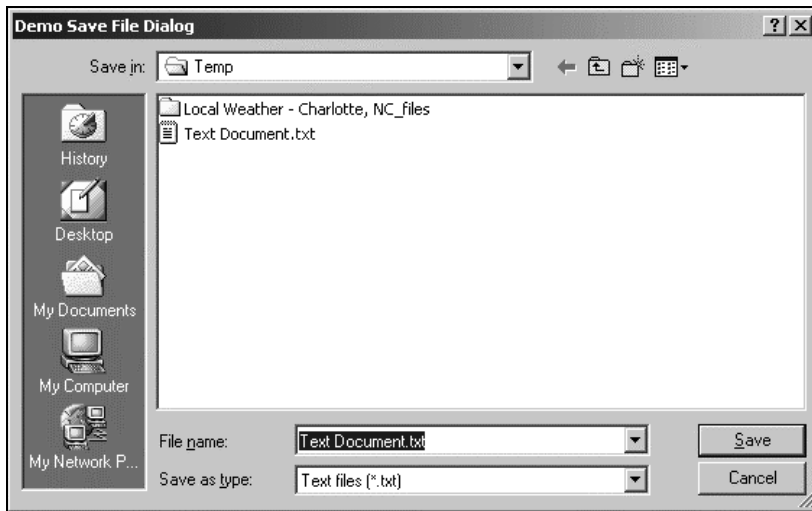 Demo Save File Dialog
Save in: Temp
Local Weather - Charlotte, NC_files
Text Document.txt
History
Desktop
My Documents
My Computer
My Network P...
File name: Text Document.txt Save
Save as type: Text files (*.txt) Cancel